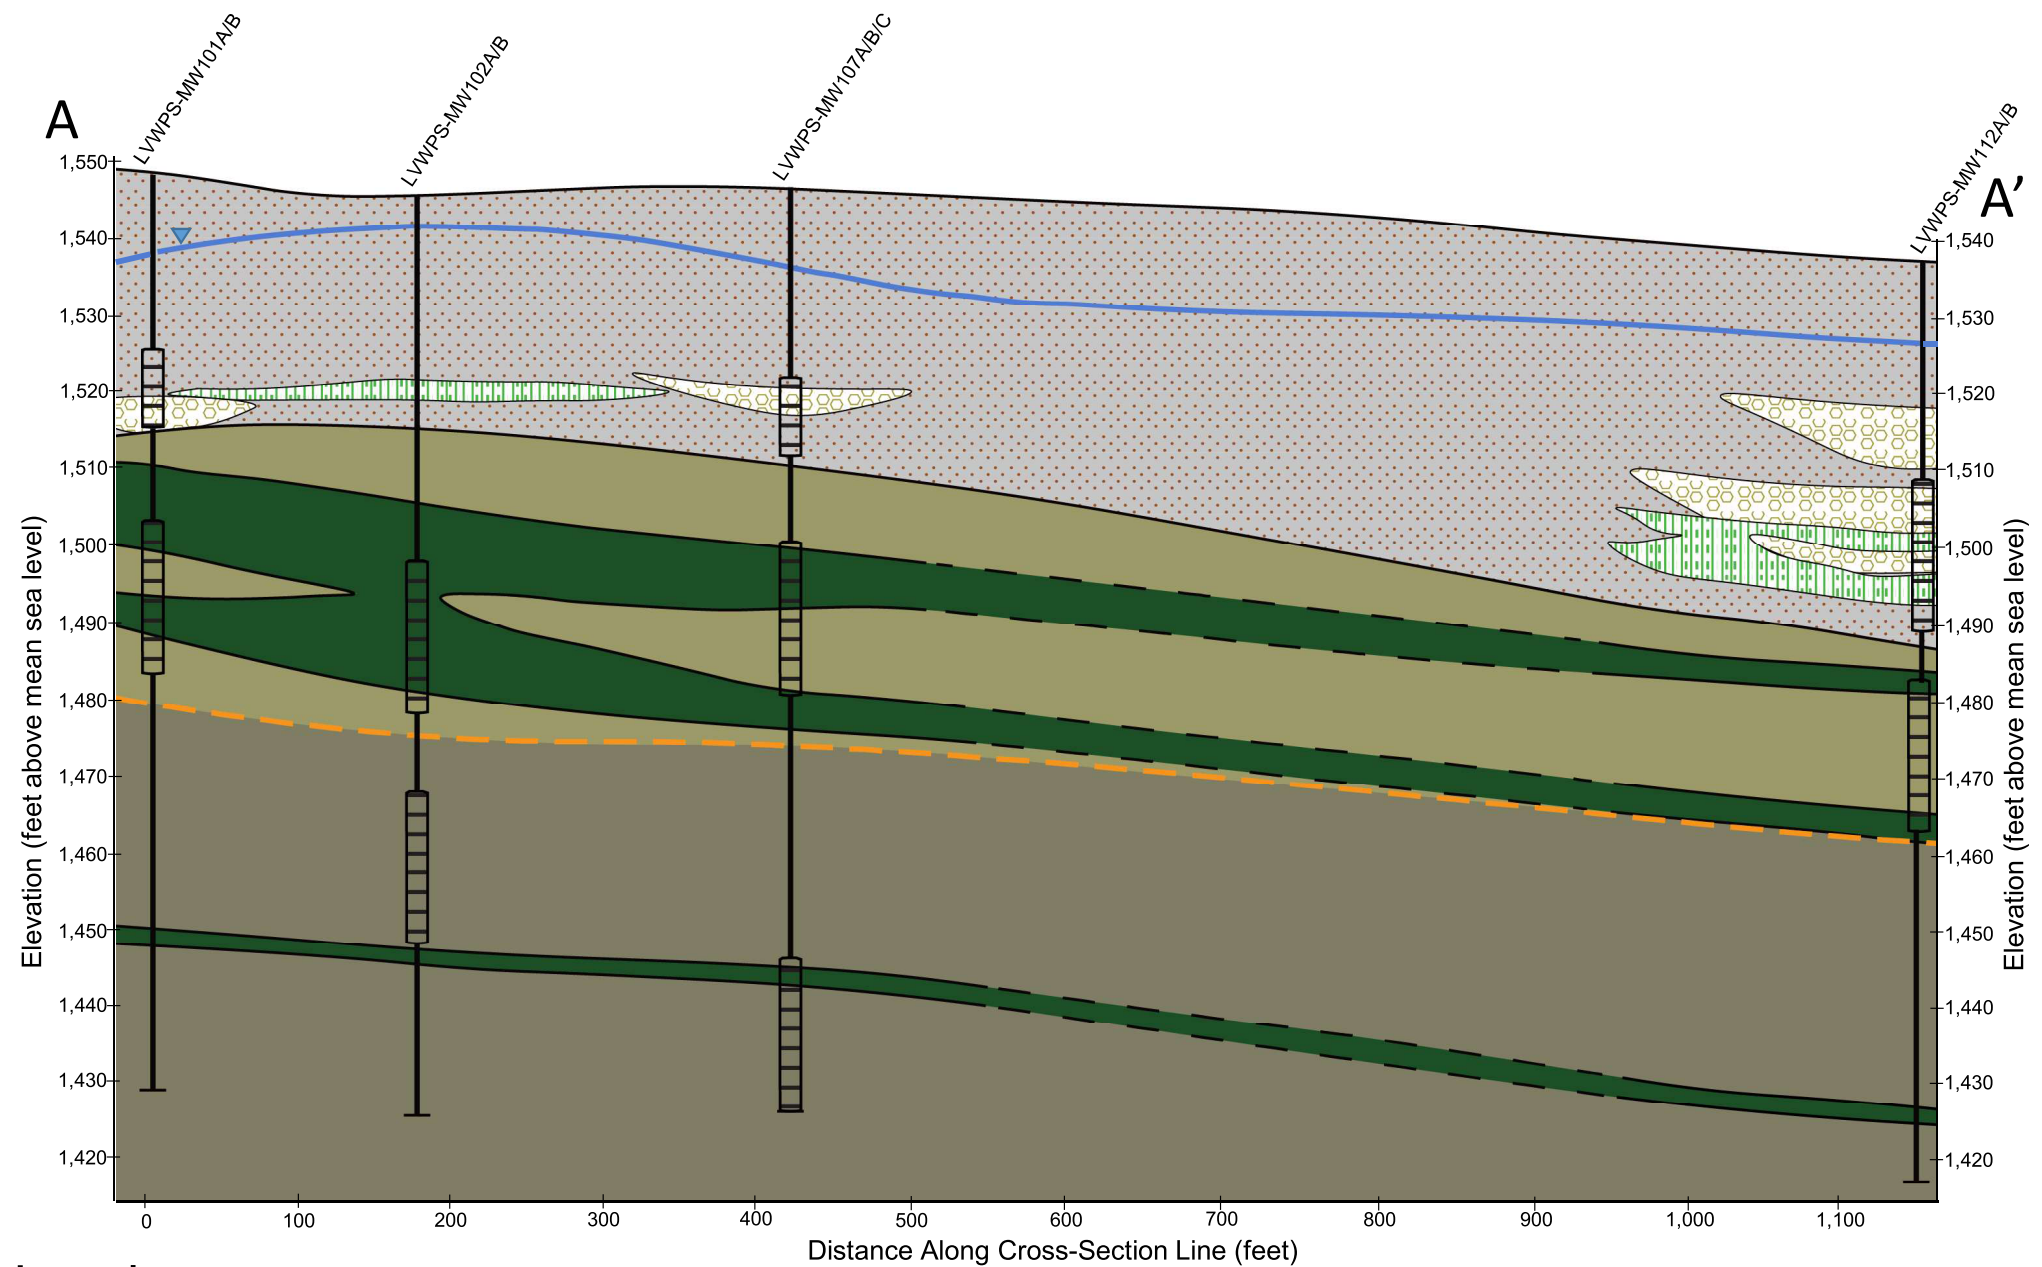 LVWPS-MW101A/B
LVWPS-MW102A/B
LVWPS-MW107A/B/C
LVWPS-MW112A/B
A
A’
1,550
1,540
1,530
1,520
1,510
1,500
1,490
1,480
1,470
1,460
1,450
1,440
1,430
1,420
Elevation (feet above mean sea level)
1,540
1,530
1,520
1,510
1,500
1,490
1,480
1,470
1,460
1,450
1,440
1,430
1,420
Elevation (feet above mean sea level)
0 100 200 300 400 500 600 700 800 900 1,000 1,100
Distance Along Cross-Section Line (feet)